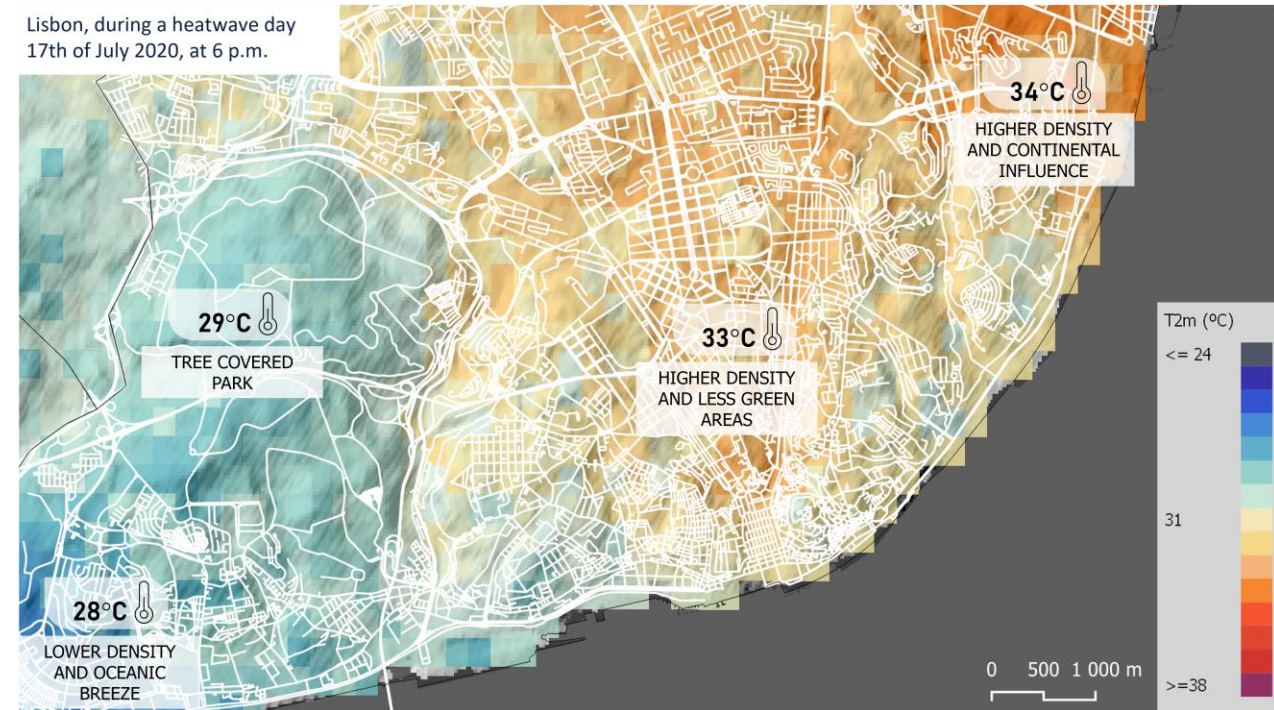 Lisbon, during a heatwave day
17th of July 2020, at 6 p.m.
34°C
HIGHER DENSITY
AND CONTINENTAL
INFLUENCE
29°C
TREE COVERED
PARK
33°C
HIGHER DENSITY
AND LESS GREEN
AREAS
28°C
LOWER DENSITY
AND OCEANIC
BREEZE
T2m (ºC)
<= 24
31
>=38
0 500 1 000 m